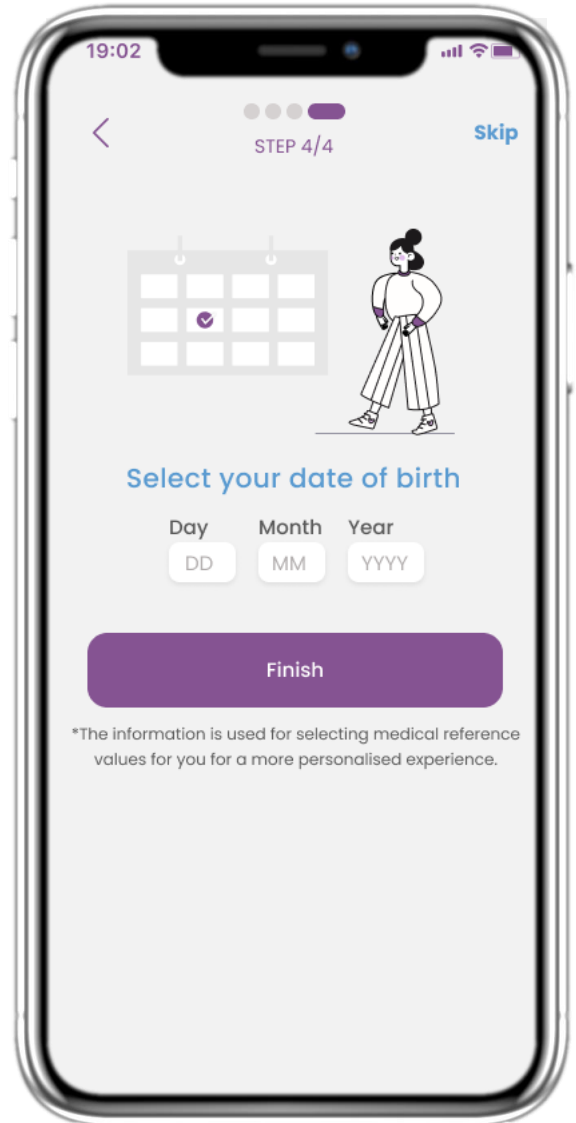 19:02
STEP 4/4
Skip
Select your date of birth
Day Month Year
DD MM YYYY
Finish
*The information is used for selecting medical reference
values for you for a more personalised experience.